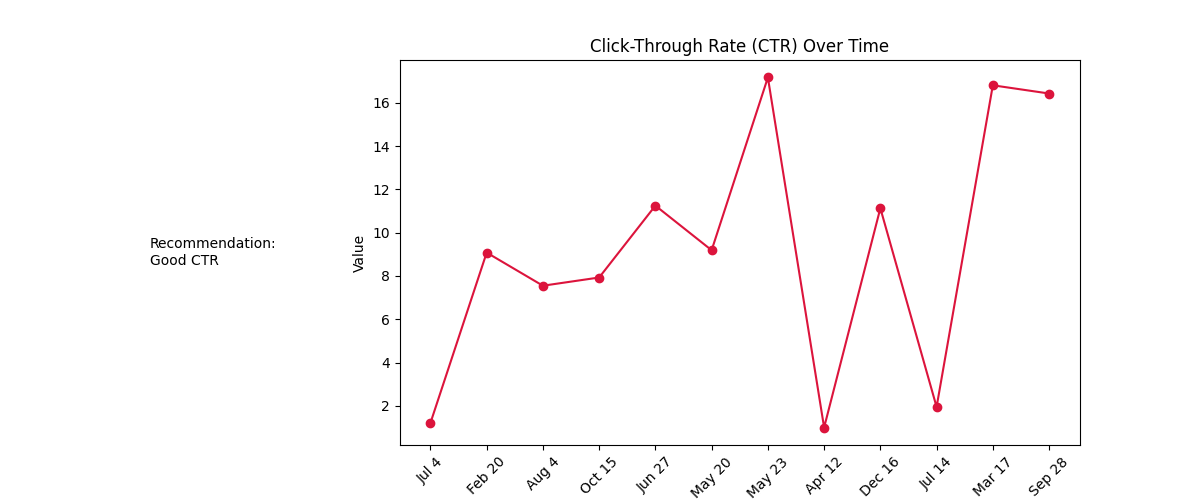 Click-Through Rate (CTR) Over Time
Recommendation:
Good CTR
Value
16
14
12
10
8
6
4
2
Jul 4
Feb 20
Aug 4
Oct 15
Jun 27
May 20
May 23
Apr 12
Dec 16
Jul 14
Mar 17
Sep 28